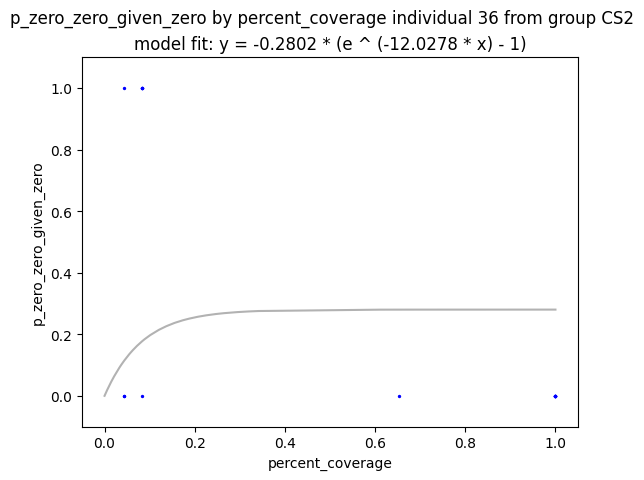 p_zero_zero_given_zero by percent_coverage individual 36 from group CS2
model fit: y = -0.2802 * (e ^ (-12.0278 * x) - 1)
1.0
0.8
0.6
0.4
0.2
0.0
p_zero_zero_given_zero
0.0 0.2 0.4 0.6 0.8 1.0
percent_coverage